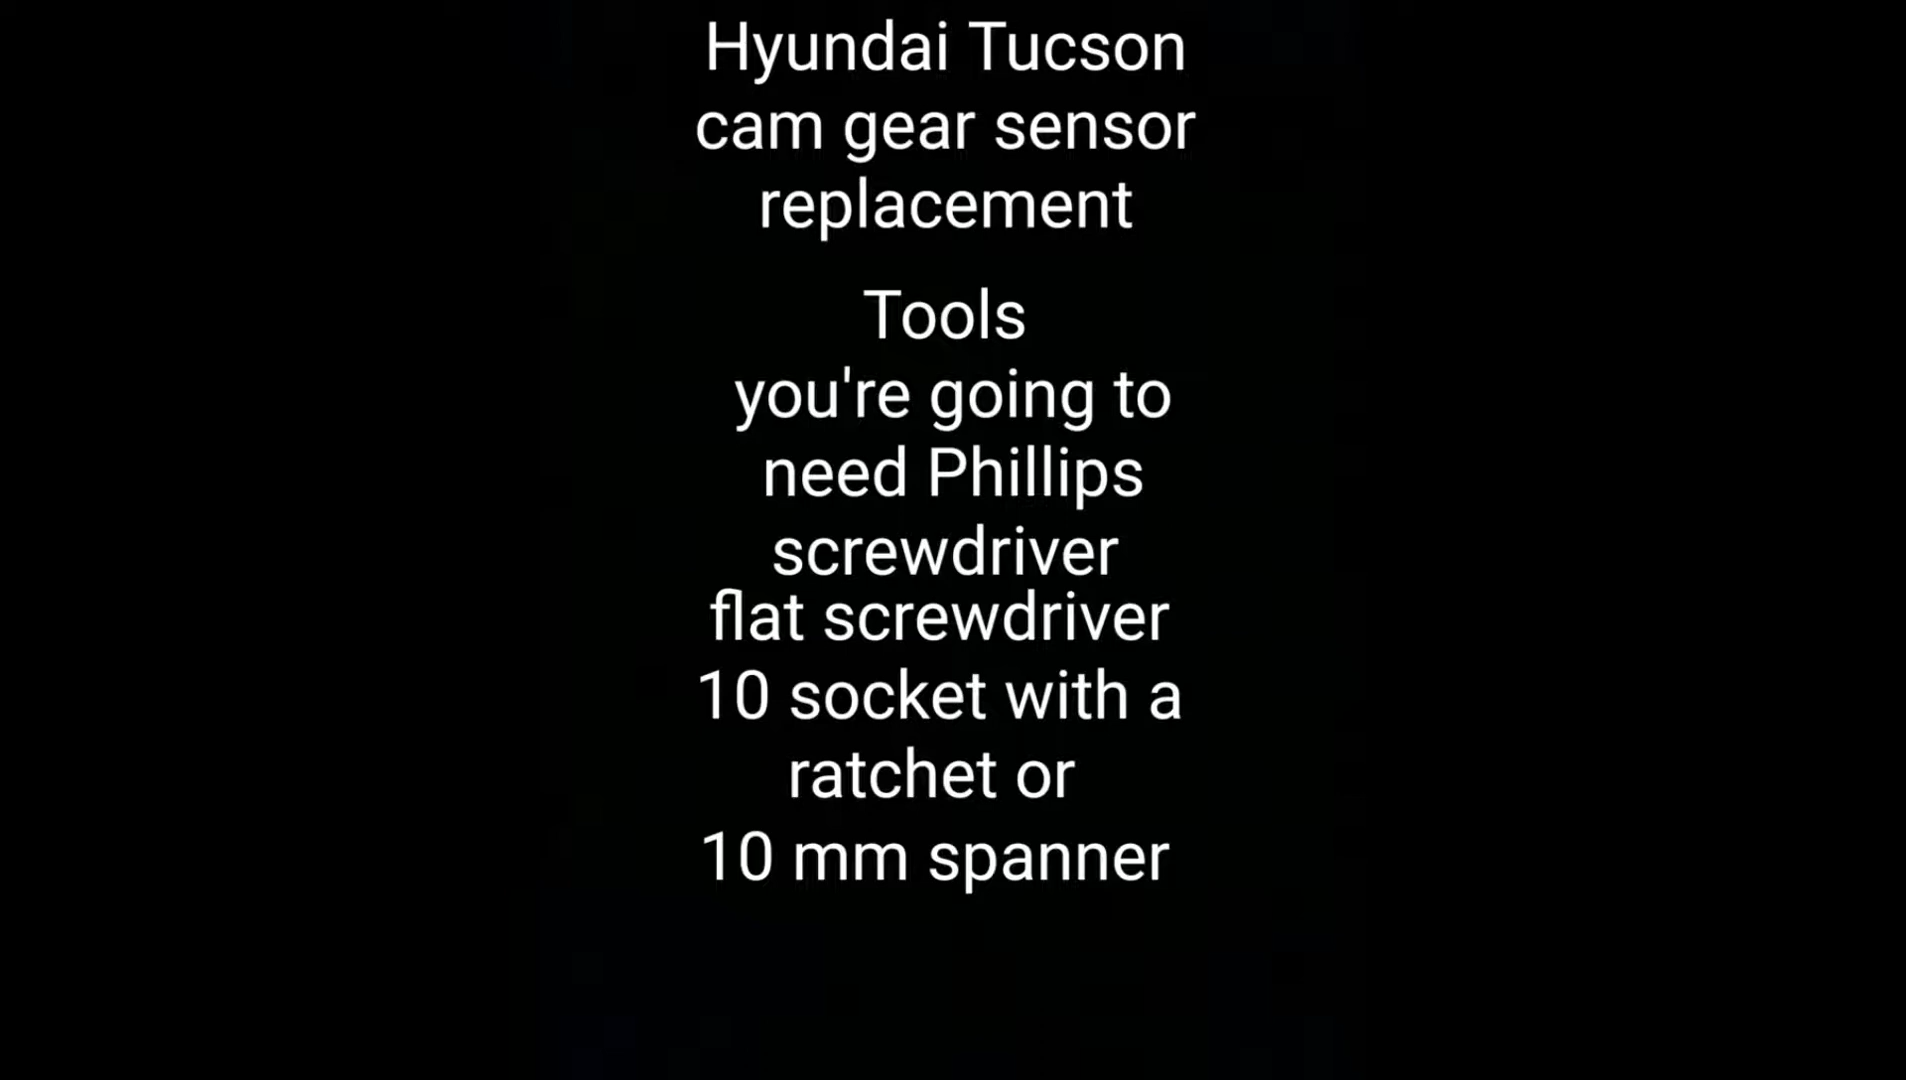 Hyundai Tucson
cam gear sensor
replacement
Tools
you're going to
need Phillips
screwdriver
flat screwdriver
10 socket with a
ratchet or
10 mm spanner